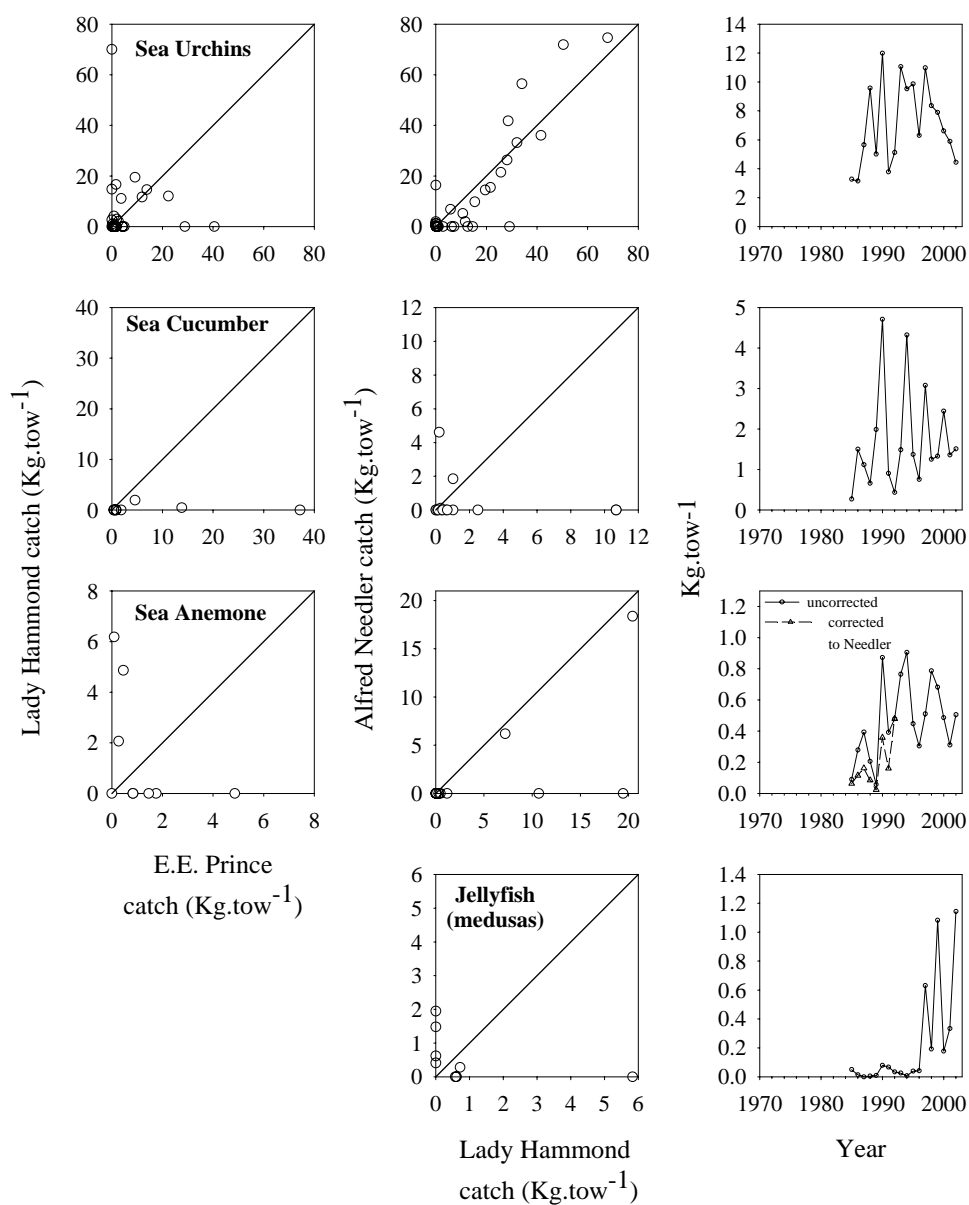 Sea Urchins
80
60
40
20
0
0 20 40 60 80
80
60
40
20
0
0 20 40 60 80
14
12
10
8
6
4
2
0
1970 1980 1990 2000
Sea Cucumber
40
30
20
10
0
0 10 20 30 40
12
10
8
6
4
2
0
0 2 4 6 8 10 12
5
4
3
2
1
0
1970 1980 1990 2000
Lady Hammond catch (Kg.tow-1)
Alfred Needler catch (Kg.tow-1)
Kg.tow-1
Sea Anemone
8
6
4
2
0
0 2 4 6 8
20
15
10
5
0
0 5 10 15 20
1.2
1.0
0.8
0.6
0.4
0.2
0.0
uncorrected
corrected
to Needler
1970 1980 1990 2000
E.E. Prince
catch (Kg.tow-1)
Jellyfish
(medusas)
6
5
4
3
2
1
0
0 1 2 3 4 5 6
1.4
1.2
1.0
0.8
0.6
0.4
0.2
0.0
1970 1980 1990 2000
Lady Hammond
catch (Kg.tow-1)
Year